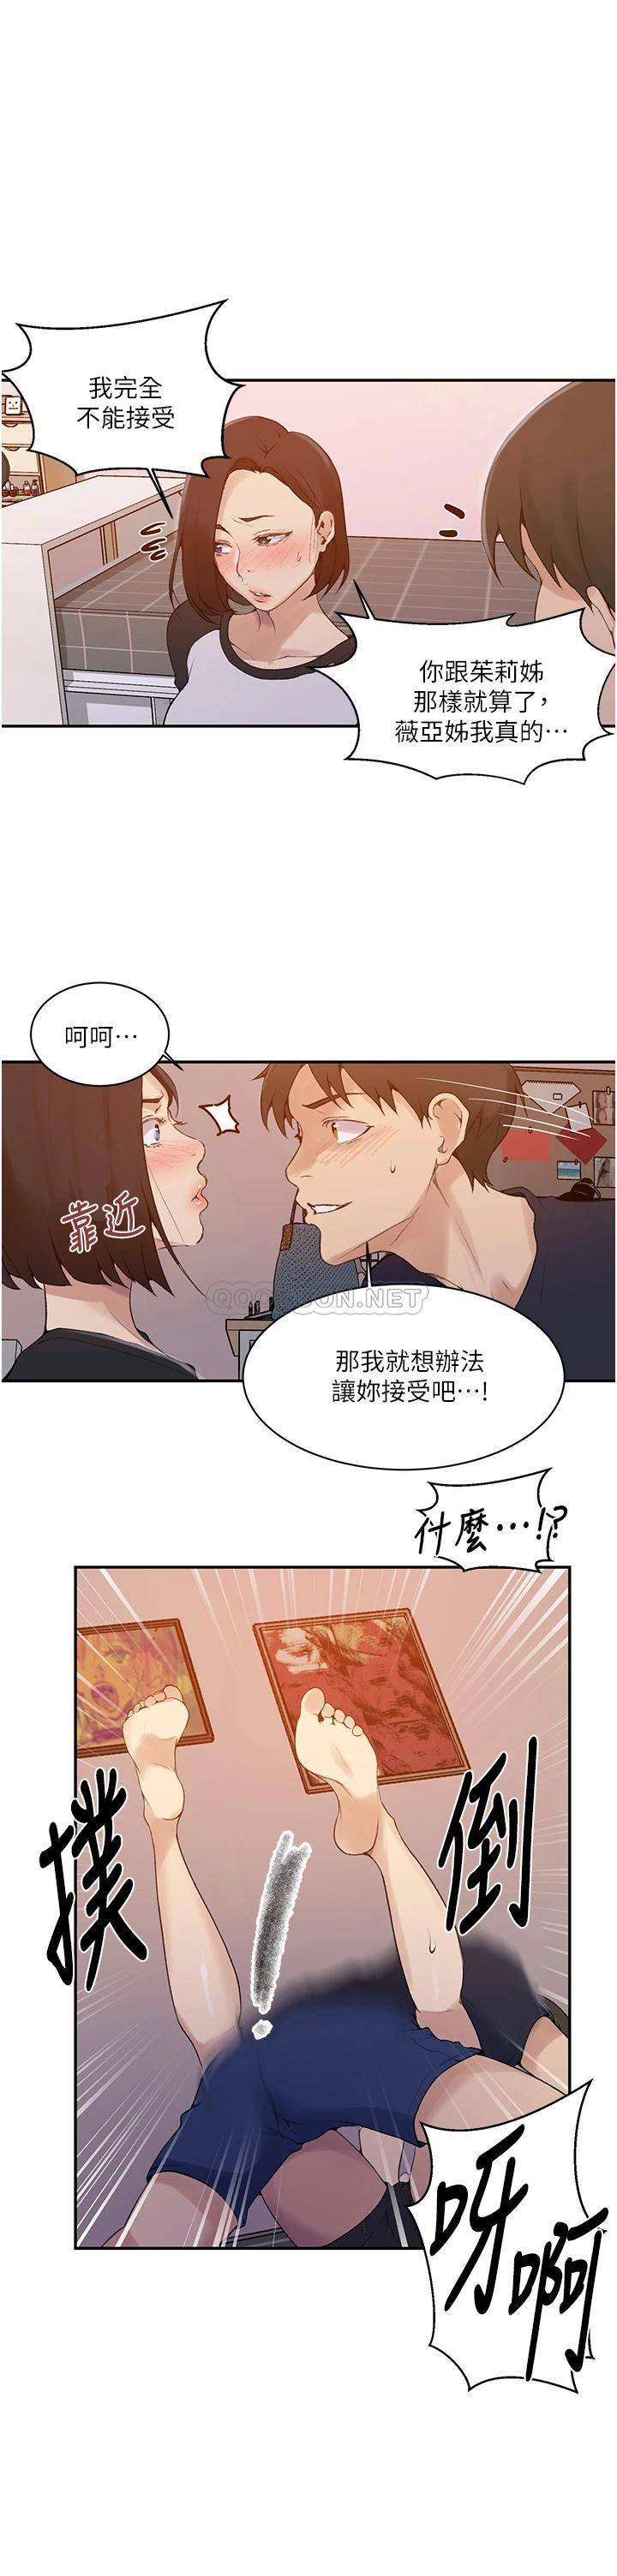 我完全
不能接受
你跟茱莉姊
那樣就算了，
薇亞姊我真的⋯
呵呵⋯
靠近
那我就想辦法
讓妳接受吧⋯!
什麼⋯!?
撲倒
呀啊